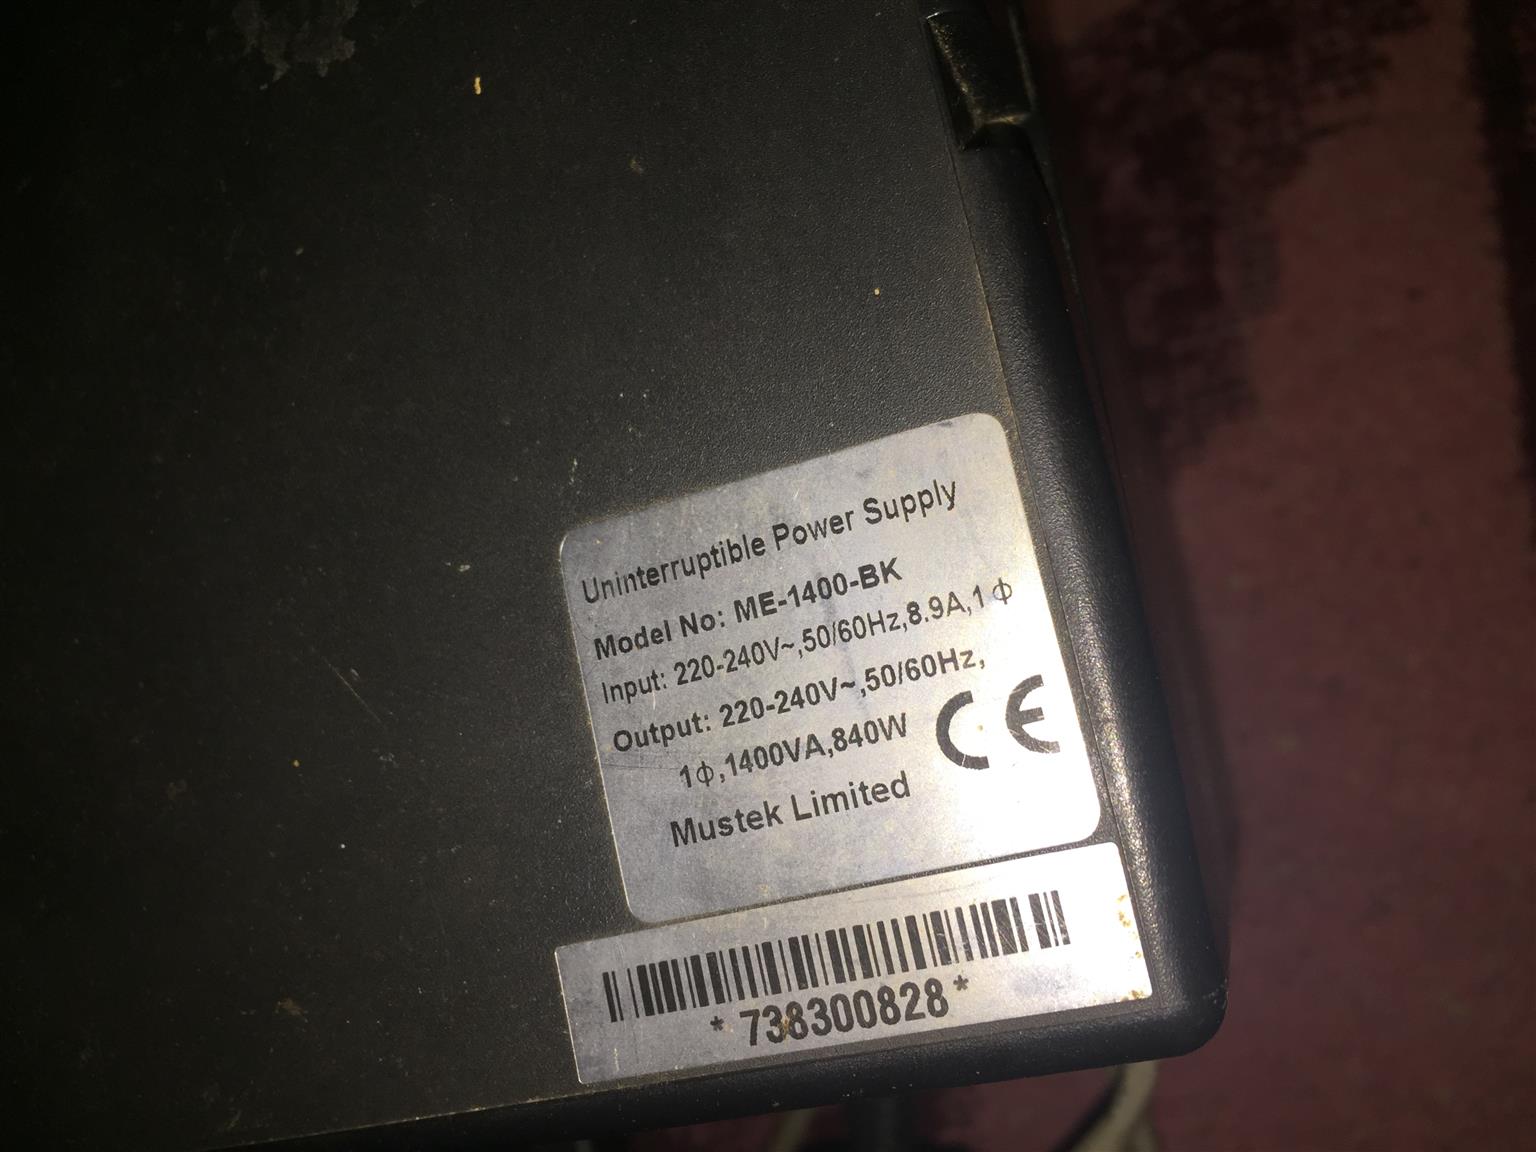 Uninterruptible Power Supply
Model No: ME-1400-BK
Input: 220-240V~,50/60Hz,8.9A,1ϕ
Output: 220-240V~,50/60Hz,
1ϕ,1400VA,840W
CE
Mustek Limited
*738300828*